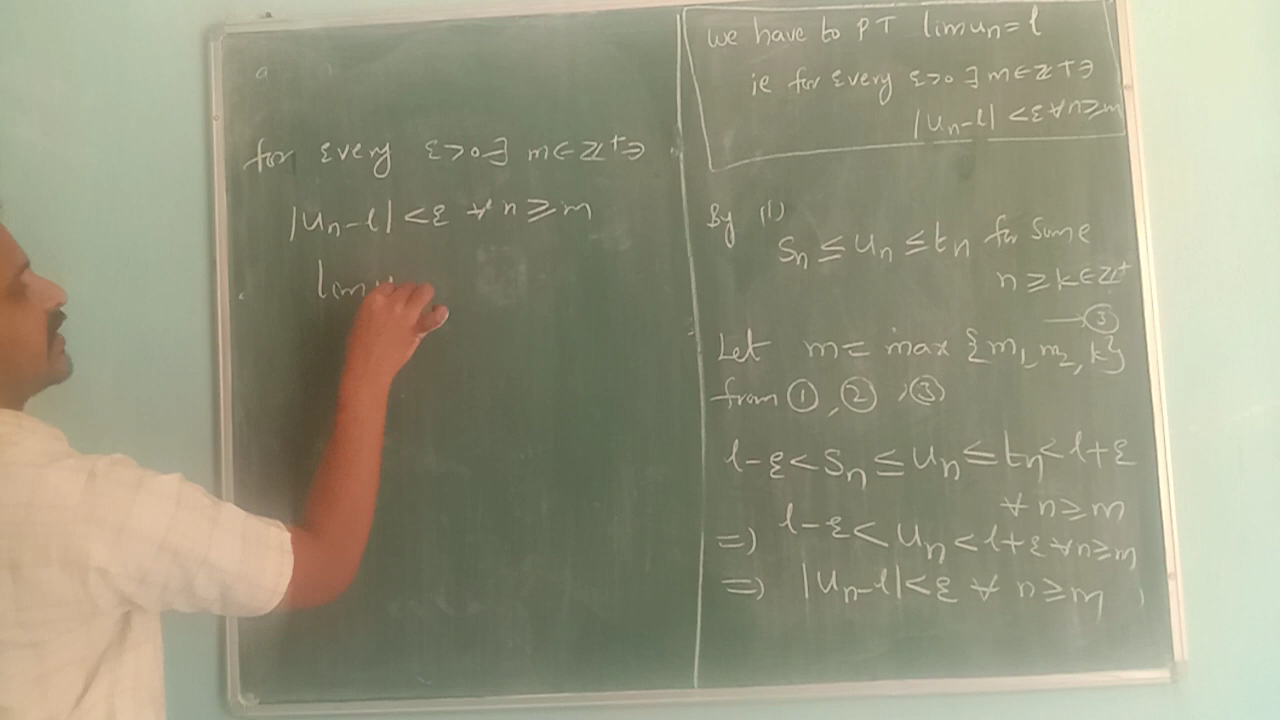 for every ε>0 ∃ m∈ℤ⁺∋
|uₙ-l|<ε ∀ n≥m
lim
we have to PT lim uₙ=l
ie for every ε>0 ∃ m∈ℤ⁺∋
|uₙ-l|<ε ∀n≥m
By (1)
Sₙ≤uₙ≤tₙ for some
n≥k∈ℤ⁺
→③
Let m= max {m₁, m₂, k}
from ①, ②, ③
l-ε<Sₙ≤uₙ≤tₙ<l+ε
∀n≥m
=) l-ε<uₙ<l+ε ∀n≥m
=) |uₙ-l|<ε ∀ n≥m